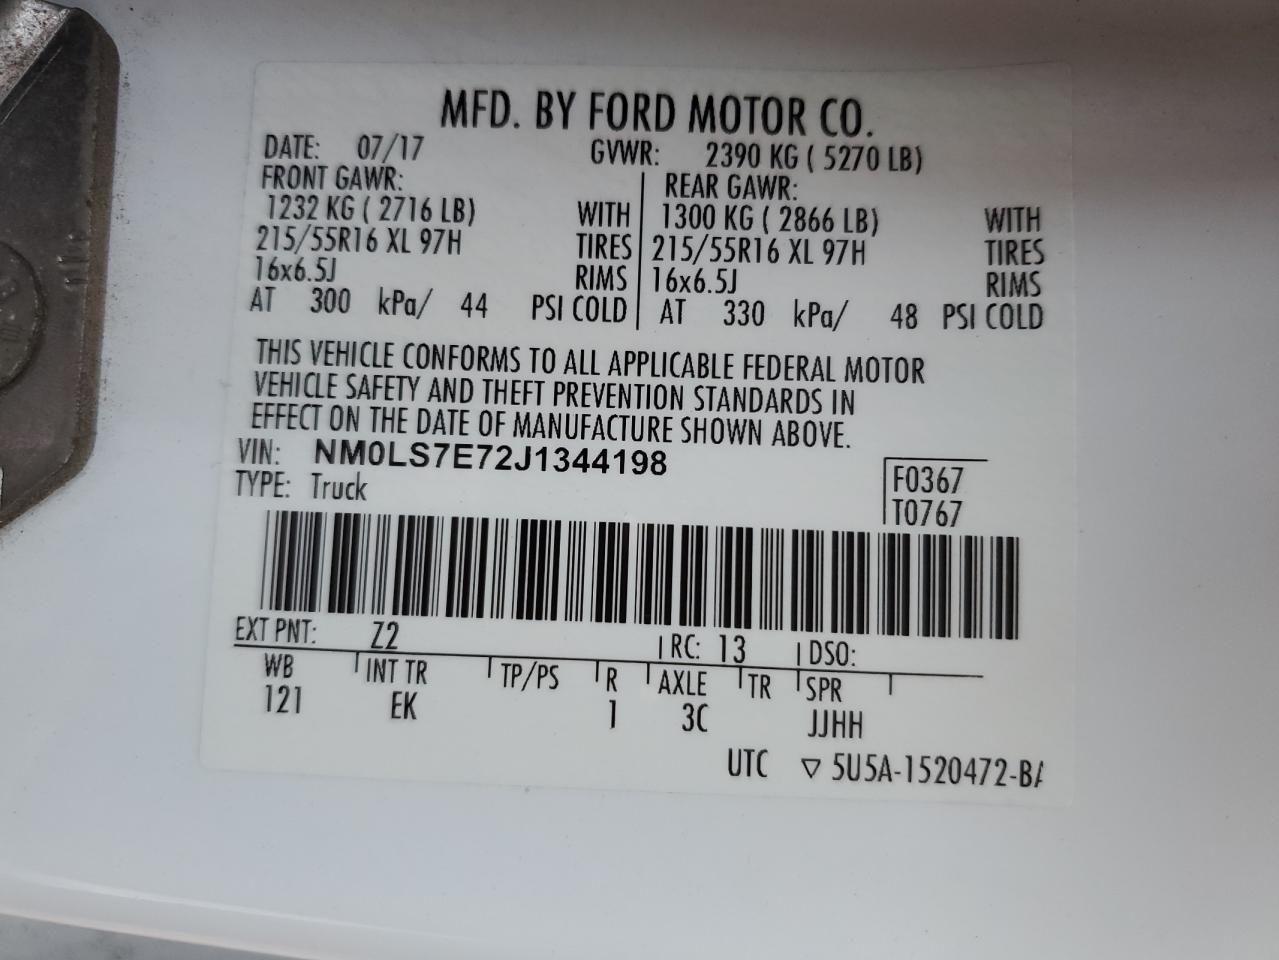 MFD. BY FORD MOTOR CO.
DATE: 07/17 GVWR: 2390 KG ( 5270 LB)
FRONT GAWR: REAR GAWR:
1232 KG ( 2716 LB) WITH 1300 KG ( 2866 LB) WITH
215/55R16 XL 97H TIRES 215/55R16 XL 97H TIRES
16x6.5J RIMS 16x6.5J RIMS
AT 300 kPa/ 44 PSI COLD AT 330 kPa/ 48 PSI COLD
THIS VEHICLE CONFORMS TO ALL APPLICABLE FEDERAL MOTOR
VEHICLE SAFETY AND THEFT PREVENTION STANDARDS IN
EFFECT ON THE DATE OF MANUFACTURE SHOWN ABOVE.
VIN: NM0LS7E72J1344198
F0367
TYPE: Truck
T0767
EXT PNT: Z2 RC: 13 DSO:
WB INT TR TP/PS R AXLE TR SPR
121 EK 1 3C JJHH
UTC ▽ 5U5A-1520472-BA